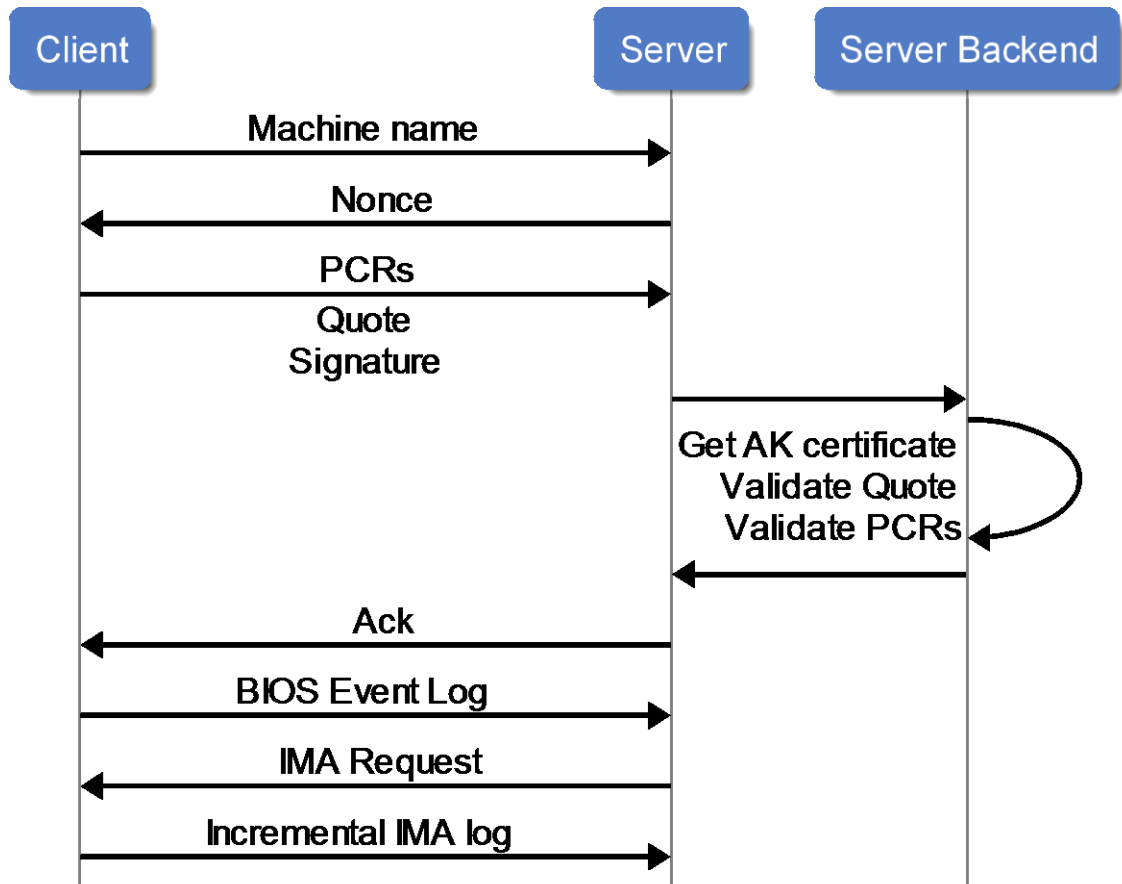 Client
Server
Server Backend
Machine name
Nonce
PCRs
Quote
Signature
Get AK certificate
Validate Quote
Validate PCRs
Ack
BIOS Event Log
IMA Request
Incremental IMA log